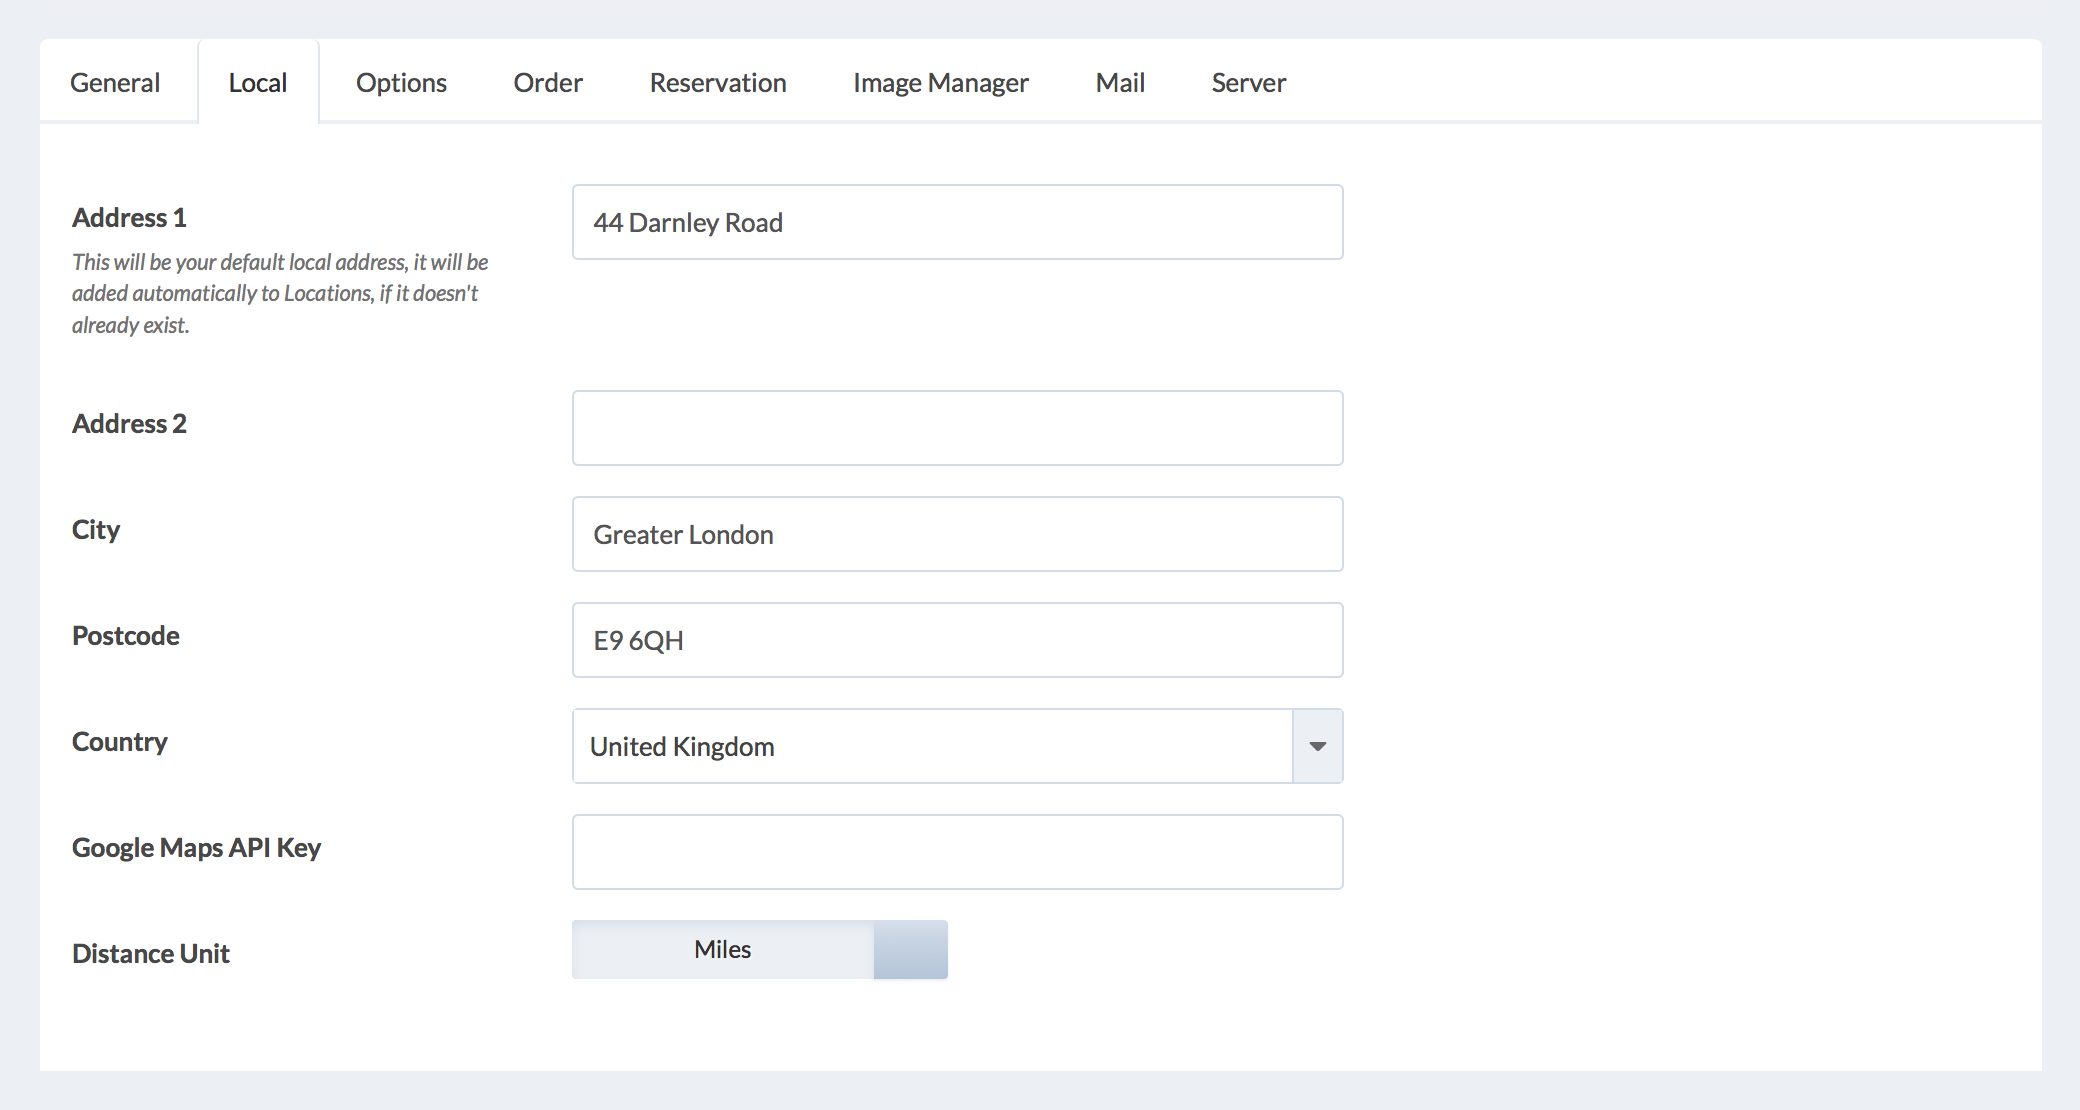 General Local Options Order Reservation Image Manager Mail Server
Address 1
44 Darnley Road
This will be your default local address, it will be
added automatically to Locations, if it doesn't
already exist.
Address 2
City
Greater London
Postcode
E9 6QH
Country
United Kingdom
Google Maps API Key
Distance Unit
Miles